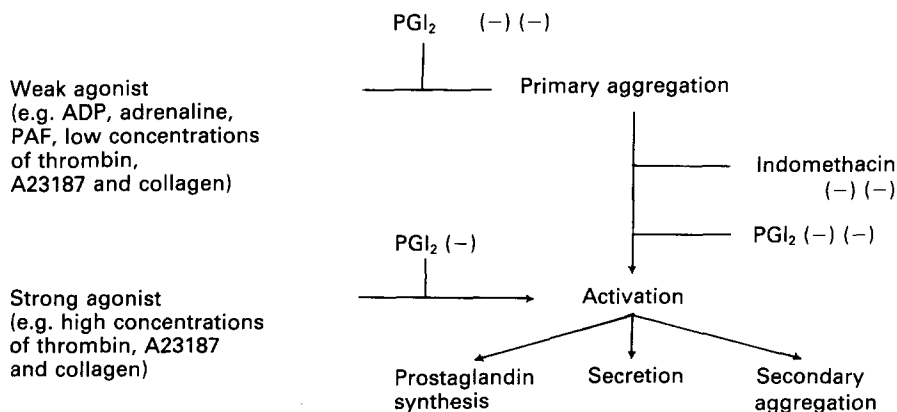 PGI₂ (−) (−)
Weak agonist
(e.g. ADP, adrenaline,
PAF, low concentrations
of thrombin,
A23187 and collagen)
Primary aggregation
Indomethacin
(−) (−)
PGI₂ (−) (−)
PGI₂ (−)
Strong agonist
(e.g. high concentrations
of thrombin, A23187
and collagen)
Activation
Prostaglandin
synthesis
Secretion
Secondary
aggregation